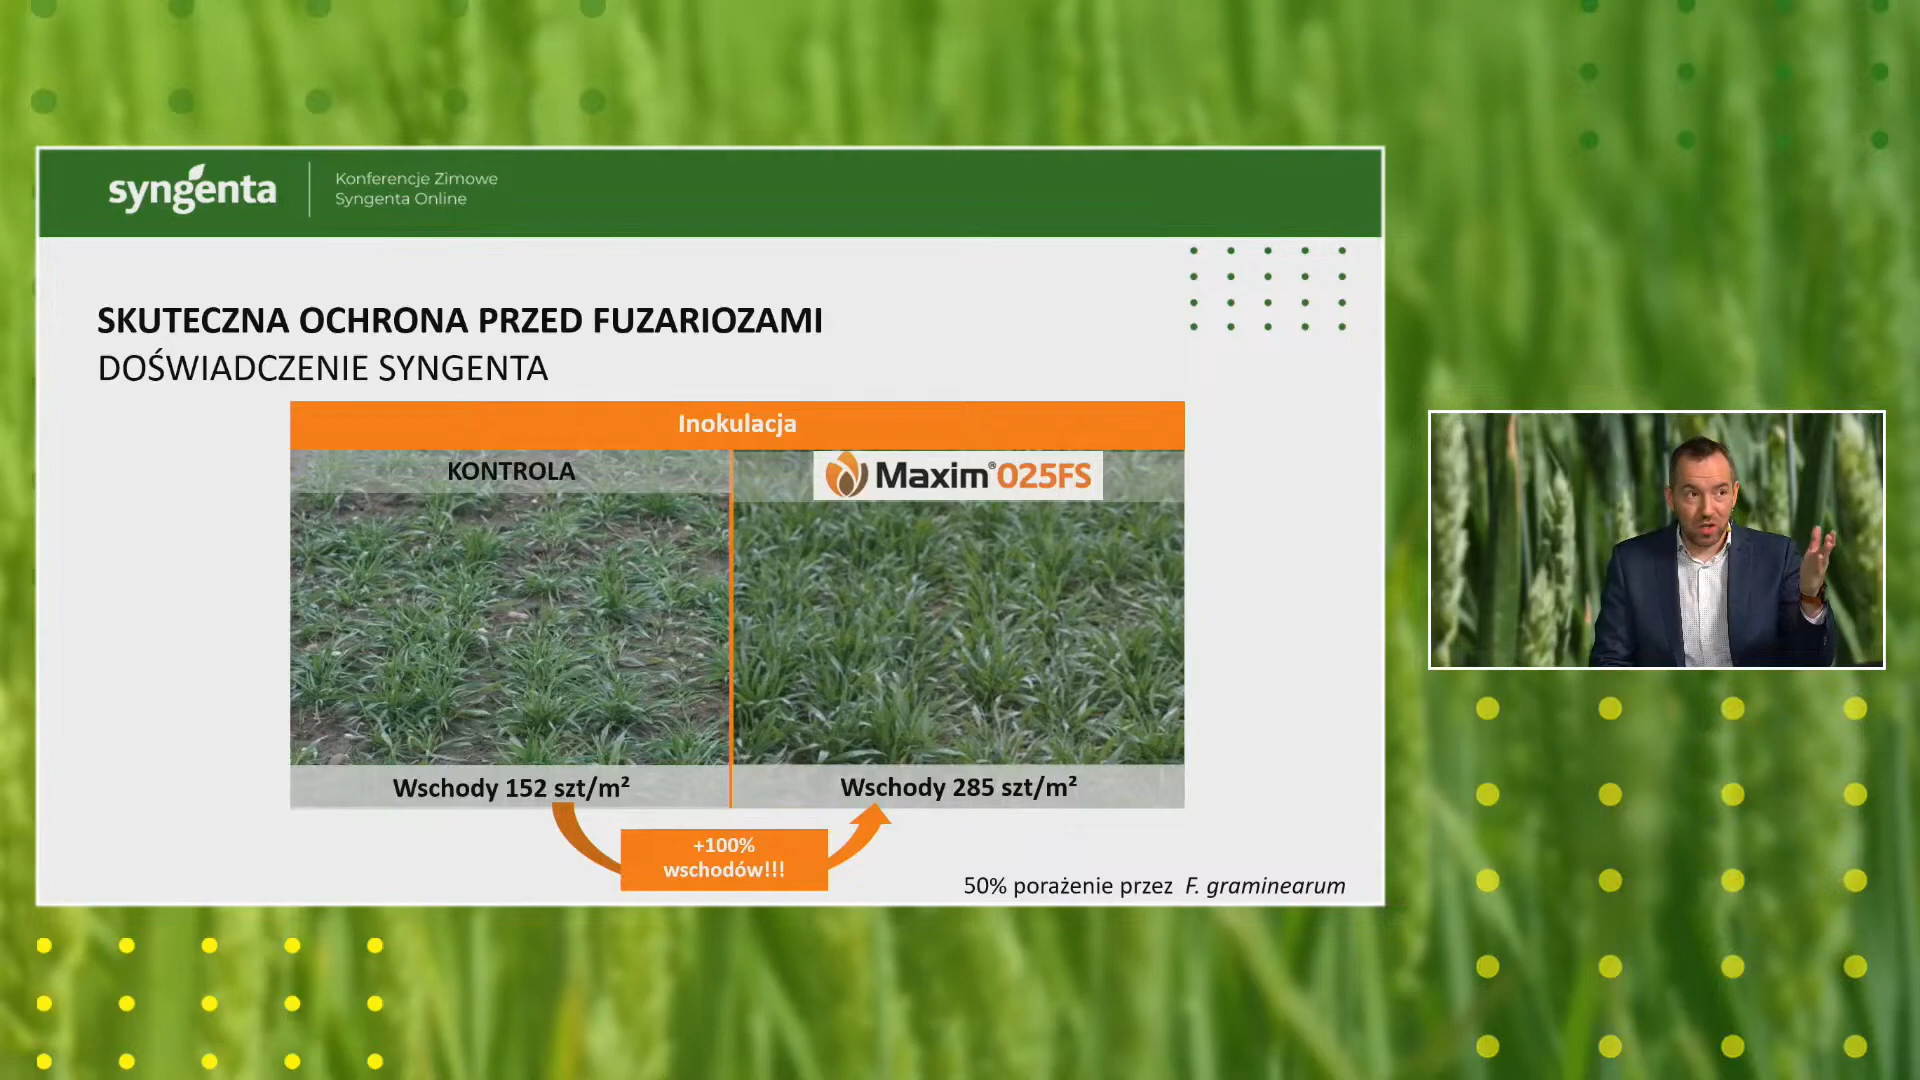 syngenta
Konferencje Zimowe
Syngenta Online
SKUTECZNA OCHRONA PRZED FUZARIOZAMI
DOŚWIADCZENIE SYNGENTA
Inokulacja
KONTROLA
Maxim® 025FS
Wschody 152 szt/m²
Wschody 285 szt/m²
+100%
wschodów!!!
50% porażenie przez F. graminearum